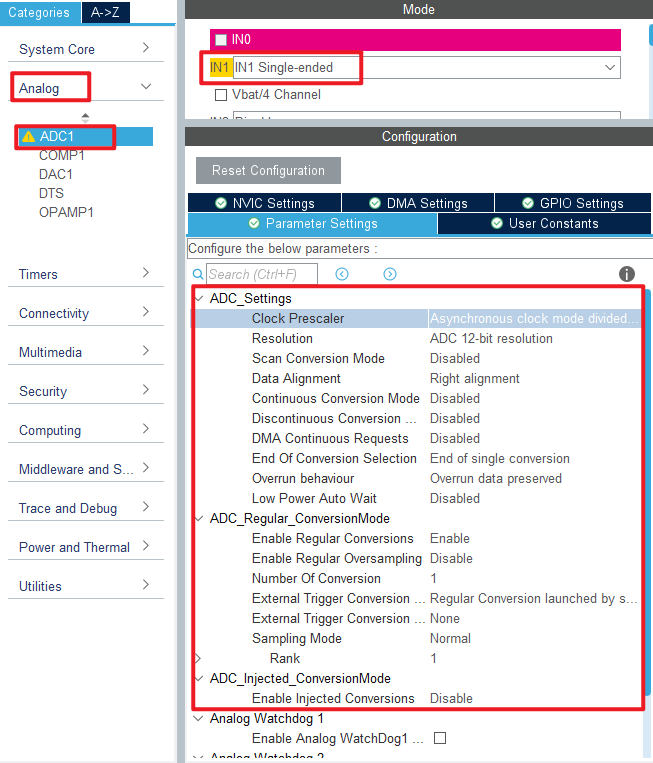 Categories A->Z
System Core
Analog
ADC1
COMP1
DAC1
DTS
OPAMP1
Timers
Connectivity
Multimedia
Security
Computing
Middleware and S...
Trace and Debug
Power and Thermal
Utilities
Mode
IN0
IN1 IN1 Single-ended
Vbat/4 Channel
Configuration
Reset Configuration
NVIC Settings DMA Settings GPIO Settings
Parameter Settings User Constants
Configure the below parameters :
Search (Ctrl+F)
ADC_Settings
Clock Prescaler Asynchronous clock mode divided...
Resolution ADC 12-bit resolution
Scan Conversion Mode Disabled
Data Alignment Right alignment
Continuous Conversion Mode Disabled
Discontinuous Conversion ... Disabled
DMA Continuous Requests Disabled
End Of Conversion Selection End of single conversion
Overrun behaviour Overrun data preserved
Low Power Auto Wait Disabled
ADC_Regular_ConversionMode
Enable Regular Conversions Enable
Enable Regular Oversampling Disable
Number Of Conversion 1
External Trigger Conversion ... Regular Conversion launched by s...
External Trigger Conversion ... None
Sampling Mode Normal
Rank 1
ADC_Injected_ConversionMode
Enable Injected Conversions Disable
Analog Watchdog 1
Enable Analog WatchDog1 ...
Analog Watchdog 2